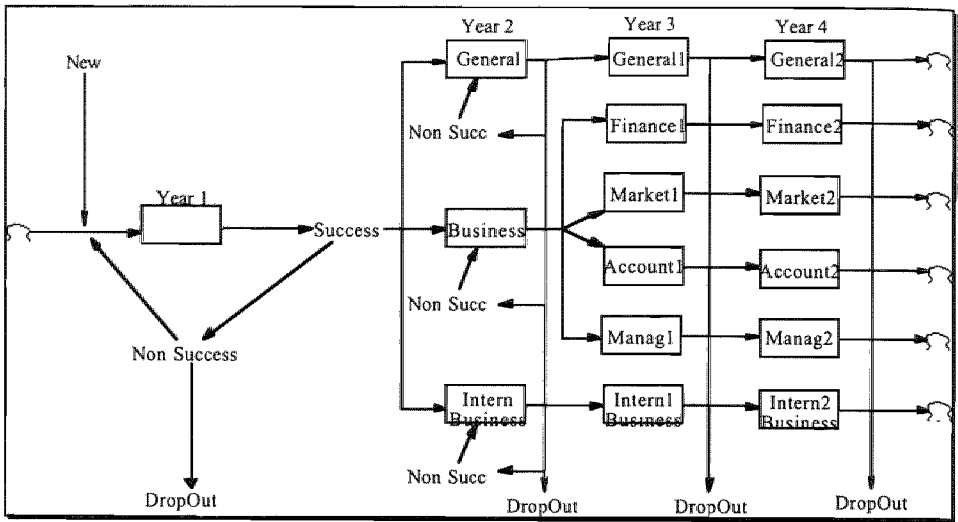 Year 2
Year 3
Year 4
New
General
General1
General2
Non Succ
Finance1
Finance2
Year 1
Market1
Market2
Success
Business
Account1
Account2
Non Succ
Non Success
Manag1
Manag2
Intern
Business
Intern1
Business
Intern2
Business
Non Succ
DropOut
DropOut
DropOut
DropOut